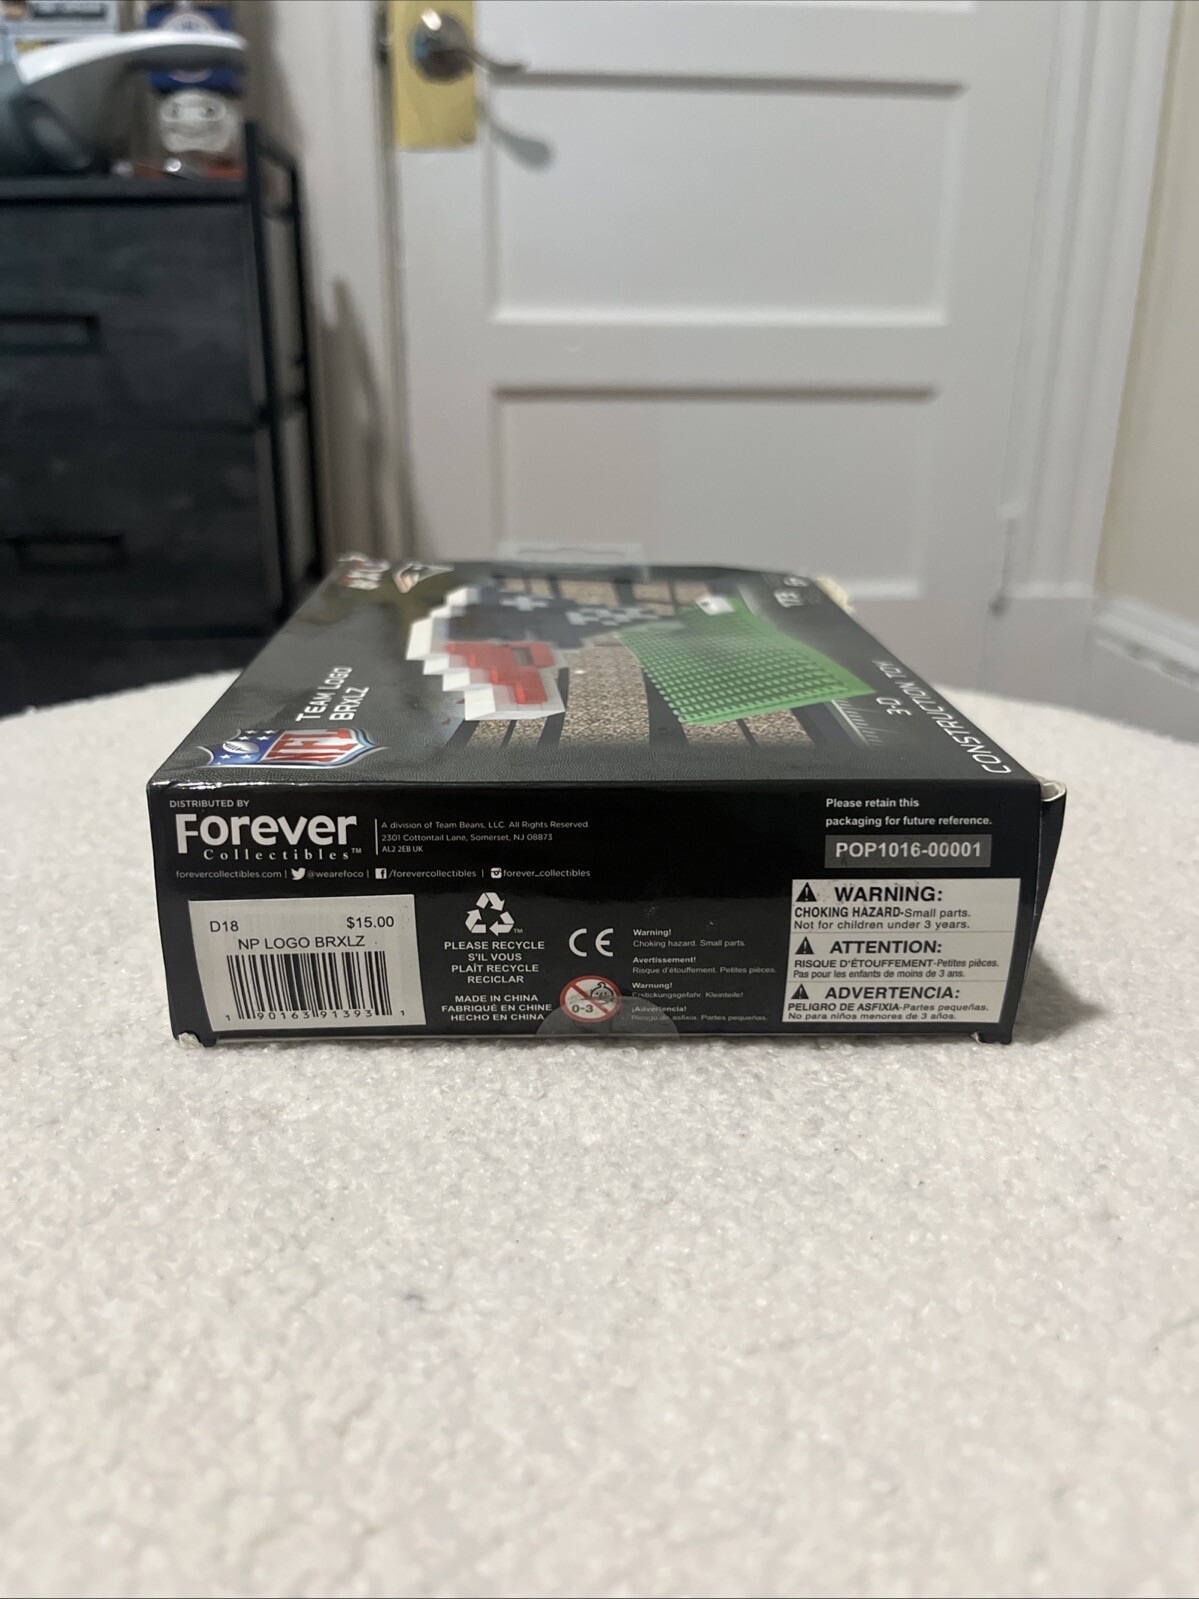 TEAM LOGO
BRXLZ
NFL
3-D
CONSTRUCTION TOY
DISTRIBUTED BY
Forever
Collectibles™
A division of Team Beans, LLC. All Rights Reserved
2301 Cottontail Lane, Somerset, NJ 08873
AL2 2EB UK
forevercollectibles.com | @wearefoco | /forevercollectibles | forever_collectibles
Please retain this
packaging for future reference.
POP1016-00001
D18 $15.00
NP LOGO BRXLZ
1 90163 91393 1
PLEASE RECYCLE
S'IL VOUS
PLAÎT RECYCLE
RECICLAR
MADE IN CHINA
FABRIQUÉ EN CHINE
HECHO EN CHINA
CE
0-3
Warning!
Choking hazard. Small parts.
Avertissement!
Risque d'étouffement. Petites pièces.
Warnung!
Erstickungsgefahr. Kleinteile!
¡Advertencia!
Riesgo de asfixia. Partes pequeñas.
WARNING:
CHOKING HAZARD-Small parts.
Not for children under 3 years.
ATTENTION:
RISQUE D'ÉTOUFFEMENT-Petites pièces.
Pas pour les enfants de moins de 3 ans.
ADVERTENCIA:
PELIGRO DE ASFIXIA-Partes pequeñas.
No para niños menores de 3 años.